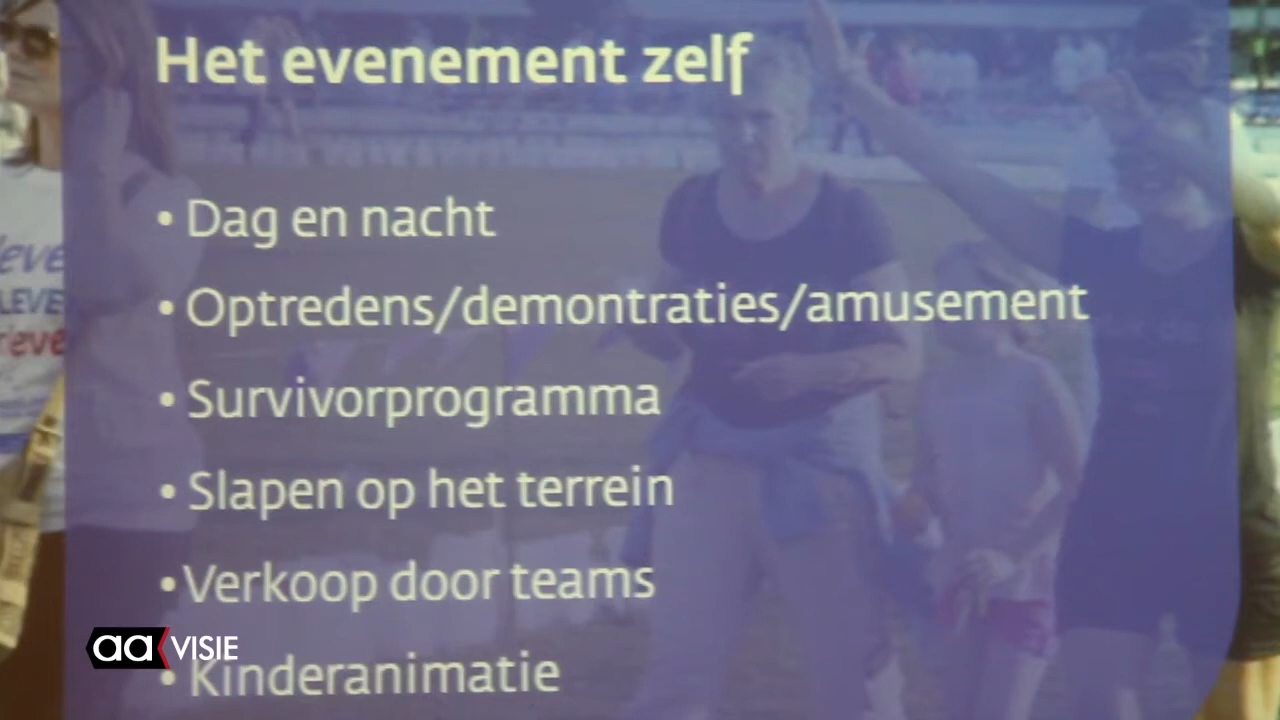 Het evenement zelf
• Dag en nacht
• Optredens/demontraties/amusement
• Survivorprogramma
• Slapen op het terrein
• Verkoop door teams
• Kinderanimatie
aa VISIE